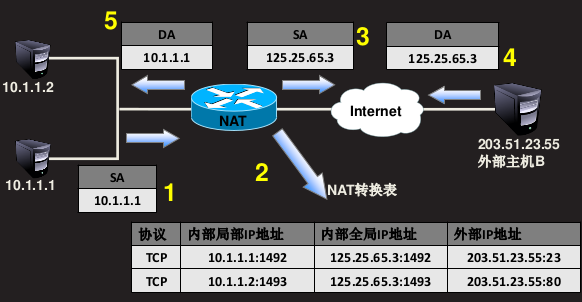 5
DA
10.1.1.1
SA
125.25.65.3
3
DA
125.25.65.3
4
10.1.1.2
NAT
Internet
203.51.23.55
外部主机B
10.1.1.1
SA
10.1.1.1
1
2
NAT转换表
协议 内部局部IP地址 内部全局IP地址 外部IP地址
TCP 10.1.1.1:1492 125.25.65.3:1492 203.51.23.55:23
TCP 10.1.1.2:1493 125.25.65.3:1493 203.51.23.55:80